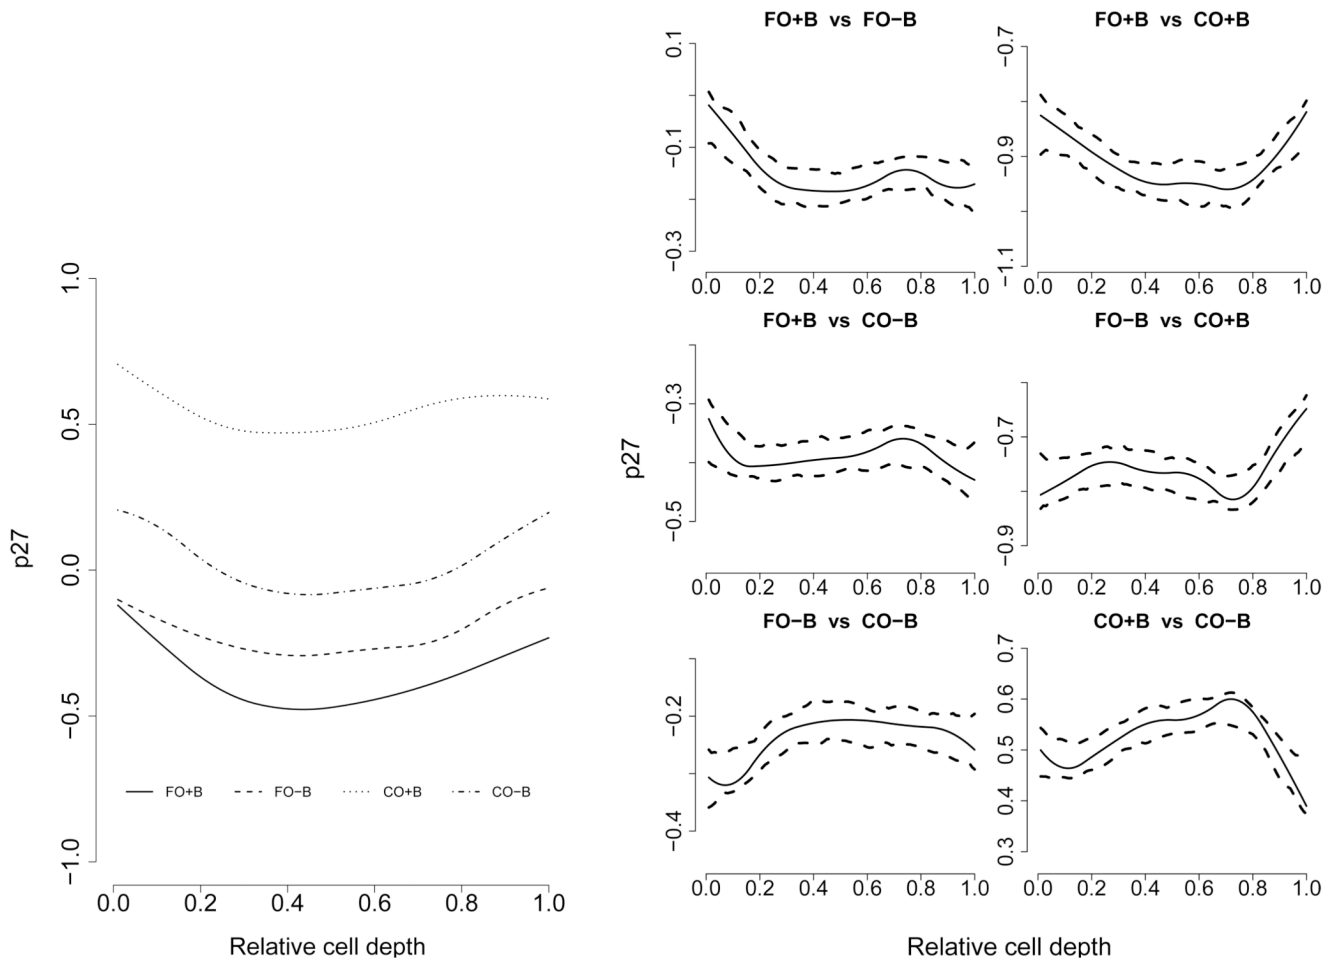 p27
1.0
0.5
0.0
−0.5
−1.0
FO+B FO−B CO+B CO−B
0.0 0.2 0.4 0.6 0.8 1.0
Relative cell depth
p27
FO+B vs FO−B
0.1
−0.1
−0.3
0.0 0.2 0.4 0.6 0.8 1.0
FO+B vs CO+B
−0.7
−0.9
−1.1
0.0 0.2 0.4 0.6 0.8 1.0
FO+B vs CO−B
−0.3
−0.5
0.0 0.2 0.4 0.6 0.8 1.0
FO−B vs CO+B
−0.7
−0.9
0.0 0.2 0.4 0.6 0.8 1.0
FO−B vs CO−B
−0.2
−0.4
0.0 0.2 0.4 0.6 0.8 1.0
CO+B vs CO−B
0.7
0.6
0.5
0.4
0.3
0.0 0.2 0.4 0.6 0.8 1.0
Relative cell depth